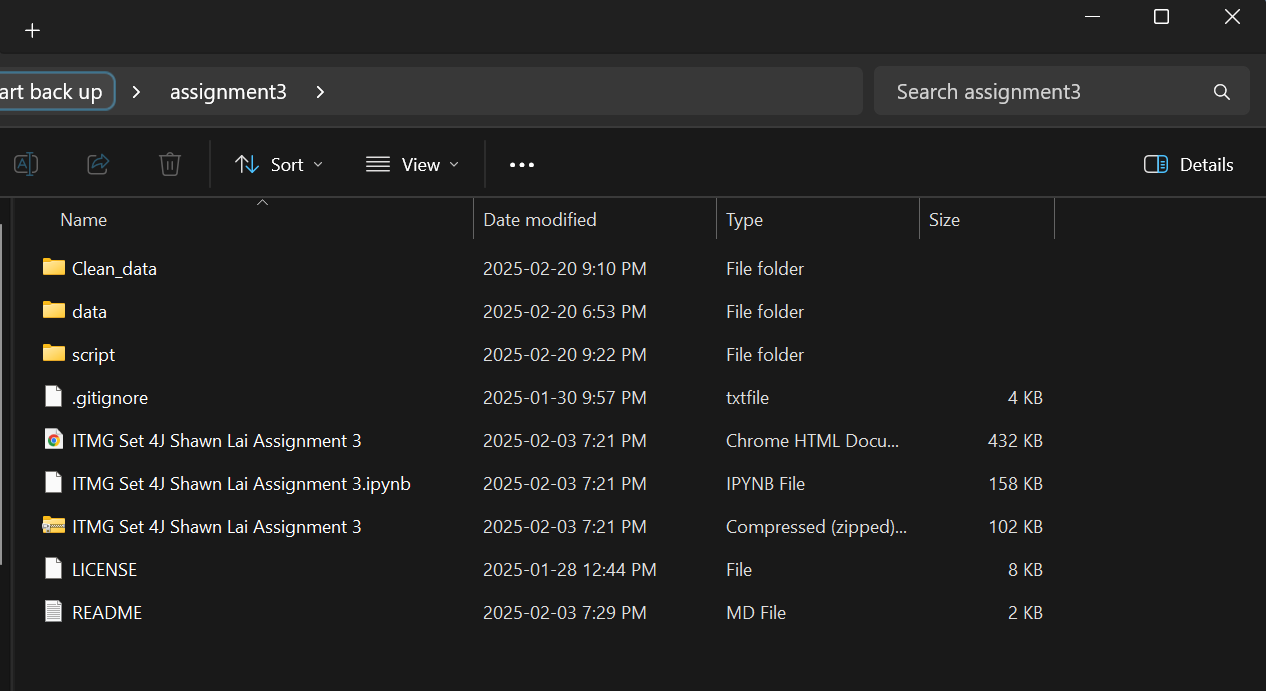 art back up > assignment3 >
Search assignment3
Sort
View
Details
Name Date modified Type Size
Clean_data 2025-02-20 9:10 PM File folder
data 2025-02-20 6:53 PM File folder
script 2025-02-20 9:22 PM File folder
.gitignore 2025-01-30 9:57 PM txtfile 4 KB
ITMG Set 4J Shawn Lai Assignment 3 2025-02-03 7:21 PM Chrome HTML Docu... 432 KB
ITMG Set 4J Shawn Lai Assignment 3.ipynb 2025-02-03 7:21 PM IPYNB File 158 KB
ITMG Set 4J Shawn Lai Assignment 3 2025-02-03 7:21 PM Compressed (zipped)... 102 KB
LICENSE 2025-01-28 12:44 PM File 8 KB
README 2025-02-03 7:29 PM MD File 2 KB